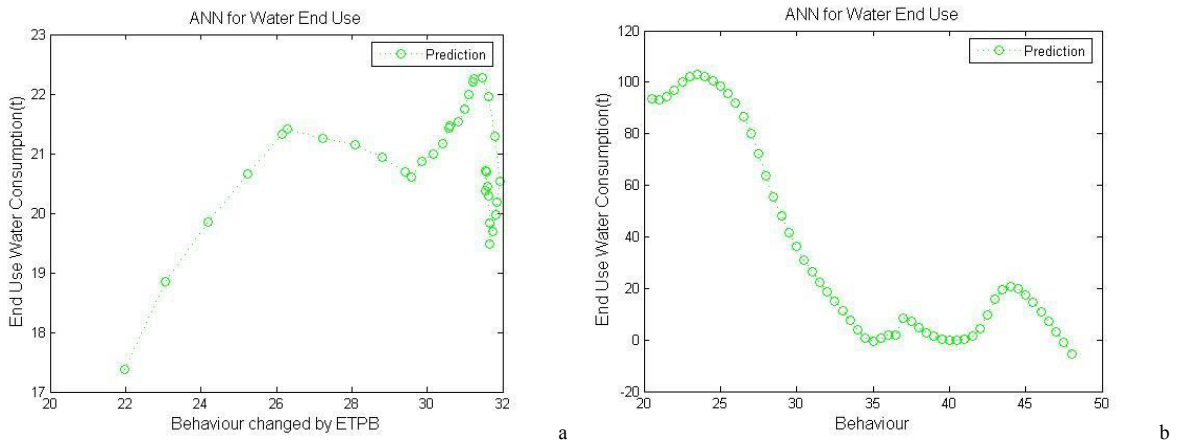 ANN for Water End Use
Prediction
End Use Water Consumption(t)
23
22
21
20
19
18
17
20 22 24 26 28 30 32
Behaviour changed by ETPB
a
ANN for Water End Use
Prediction
End Use Water Consumption(t)
120
100
80
60
40
20
0
-20
20 25 30 35 40 45 50
Behaviour
b